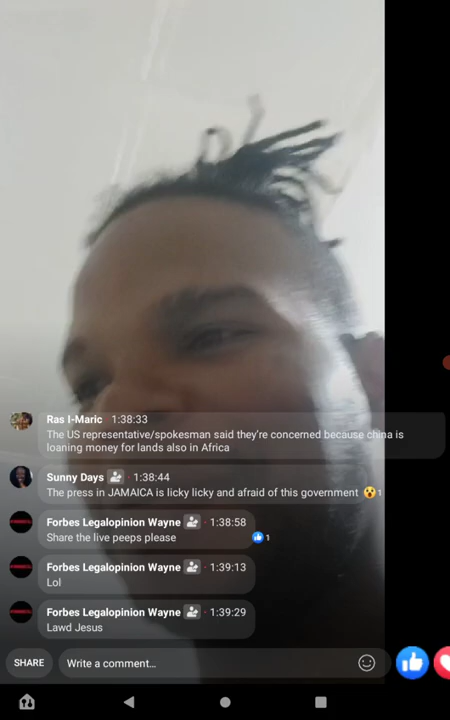 Ras I-Maric 1:38:33
The US representative/spokesman said they're concerned because china is
loaning money for lands also in Africa
Sunny Days · 1:38:44
The press in JAMAICA is licky licky and afraid of this government 😯 1
Forbes Legalopinion Wayne · 1:38:58
Share the live peeps please
1
Forbes Legalopinion Wayne · 1:39:13
Lol
Forbes Legalopinion Wayne · 1:39:29
Lawd Jesus
SHARE Write a comment...